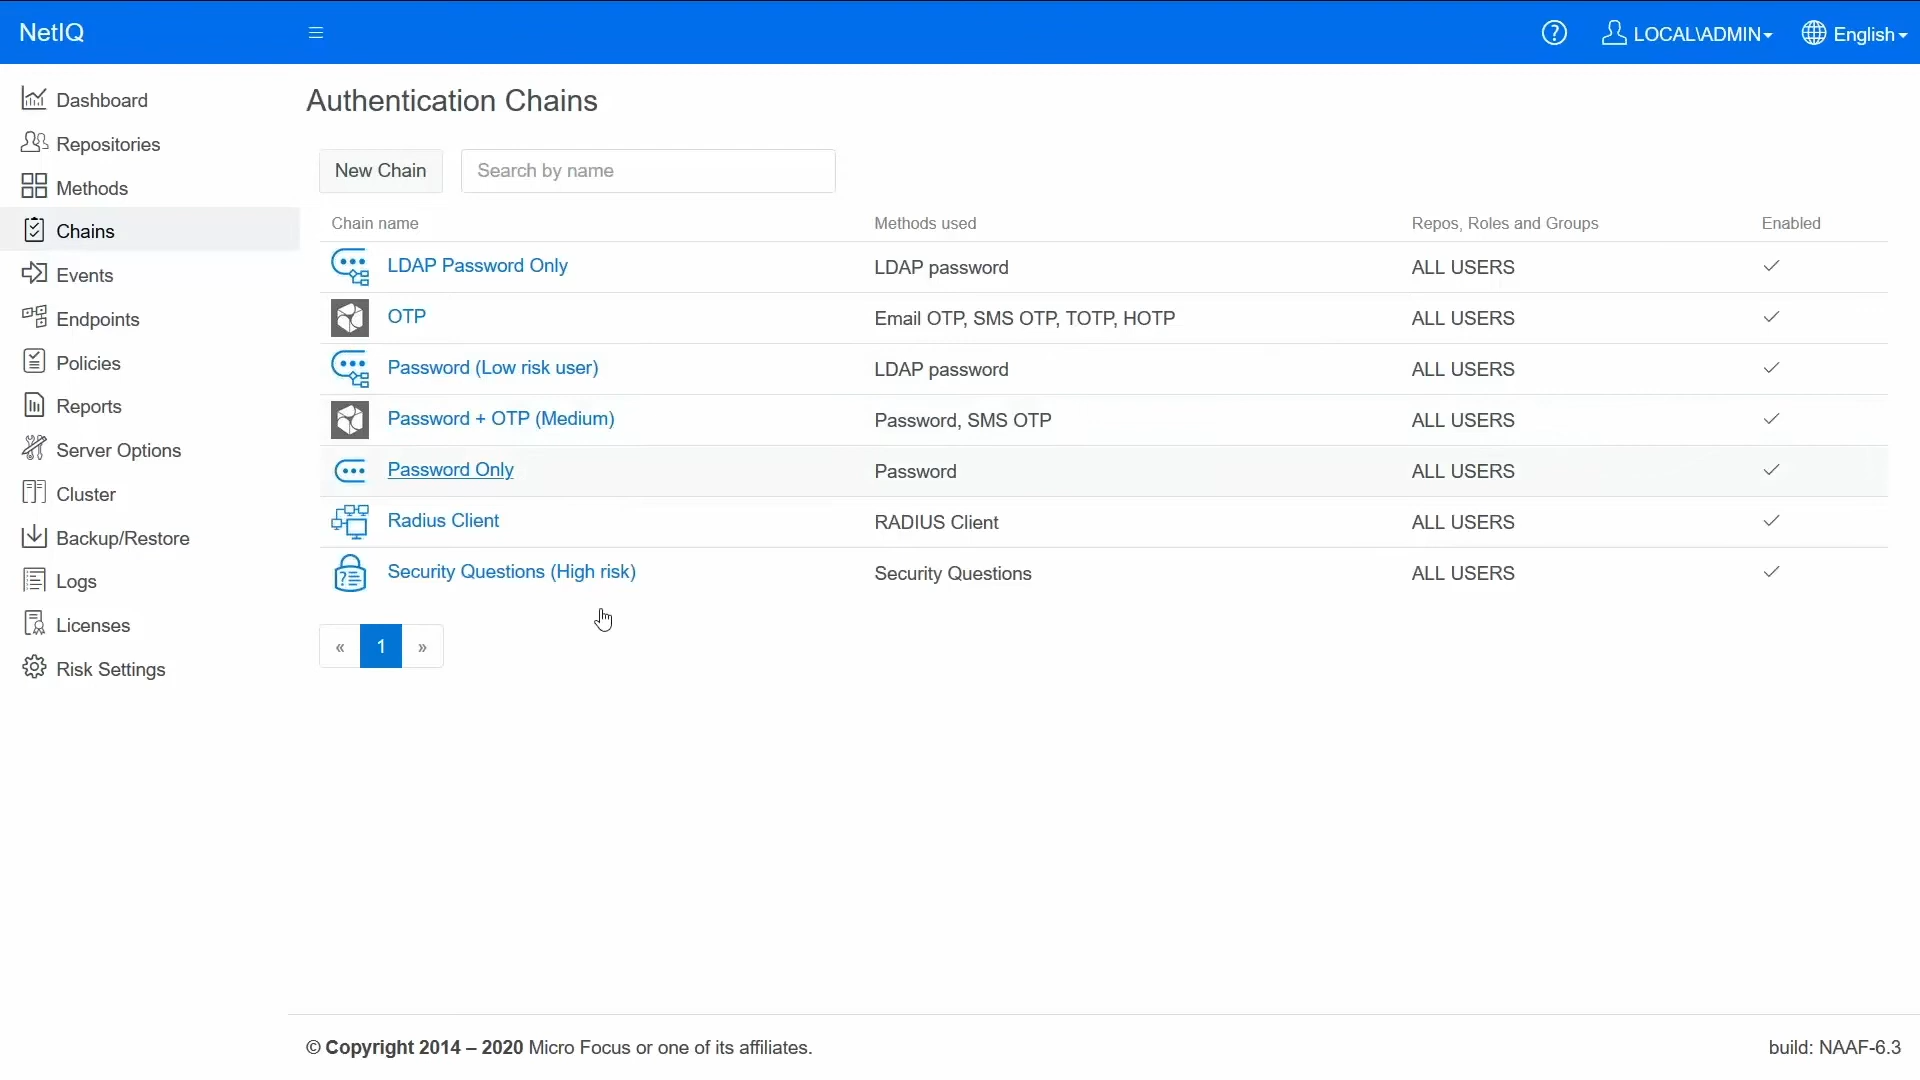 NetIQ
LOCAL\ADMIN
English
Dashboard
Repositories
Methods
Chains
Events
Endpoints
Policies
Reports
Server Options
Cluster
Backup/Restore
Logs
Licenses
Risk Settings
Authentication Chains
New Chain
Search by name
Chain name Methods used Repos, Roles and Groups Enabled
LDAP Password Only LDAP password ALL USERS
OTP Email OTP, SMS OTP, TOTP, HOTP ALL USERS
Password (Low risk user) LDAP password ALL USERS
Password + OTP (Medium) Password, SMS OTP ALL USERS
Password Only Password ALL USERS
Radius Client RADIUS Client ALL USERS
Security Questions (High risk) Security Questions ALL USERS
« 1 »
© Copyright 2014 – 2020 Micro Focus or one of its affiliates.
build: NAAF-6.3